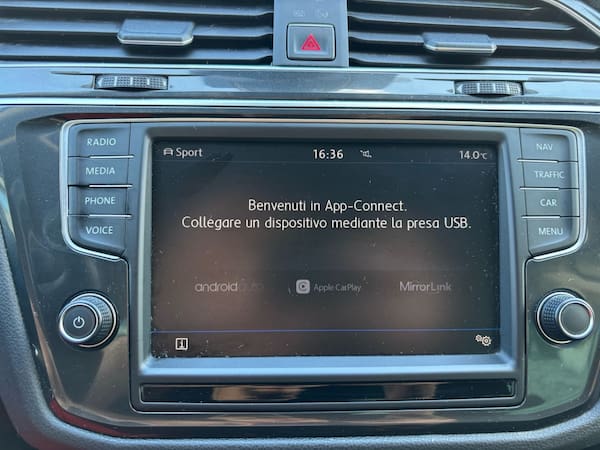 RADIO
MEDIA
PHONE
VOICE
NAV
TRAFFIC
CAR
MENU
Sport
16:36
14.0°C
Benvenuti in App-Connect.
Collegare un dispositivo mediante la presa USB.
androidauto
Apple CarPlay
MirrorLink